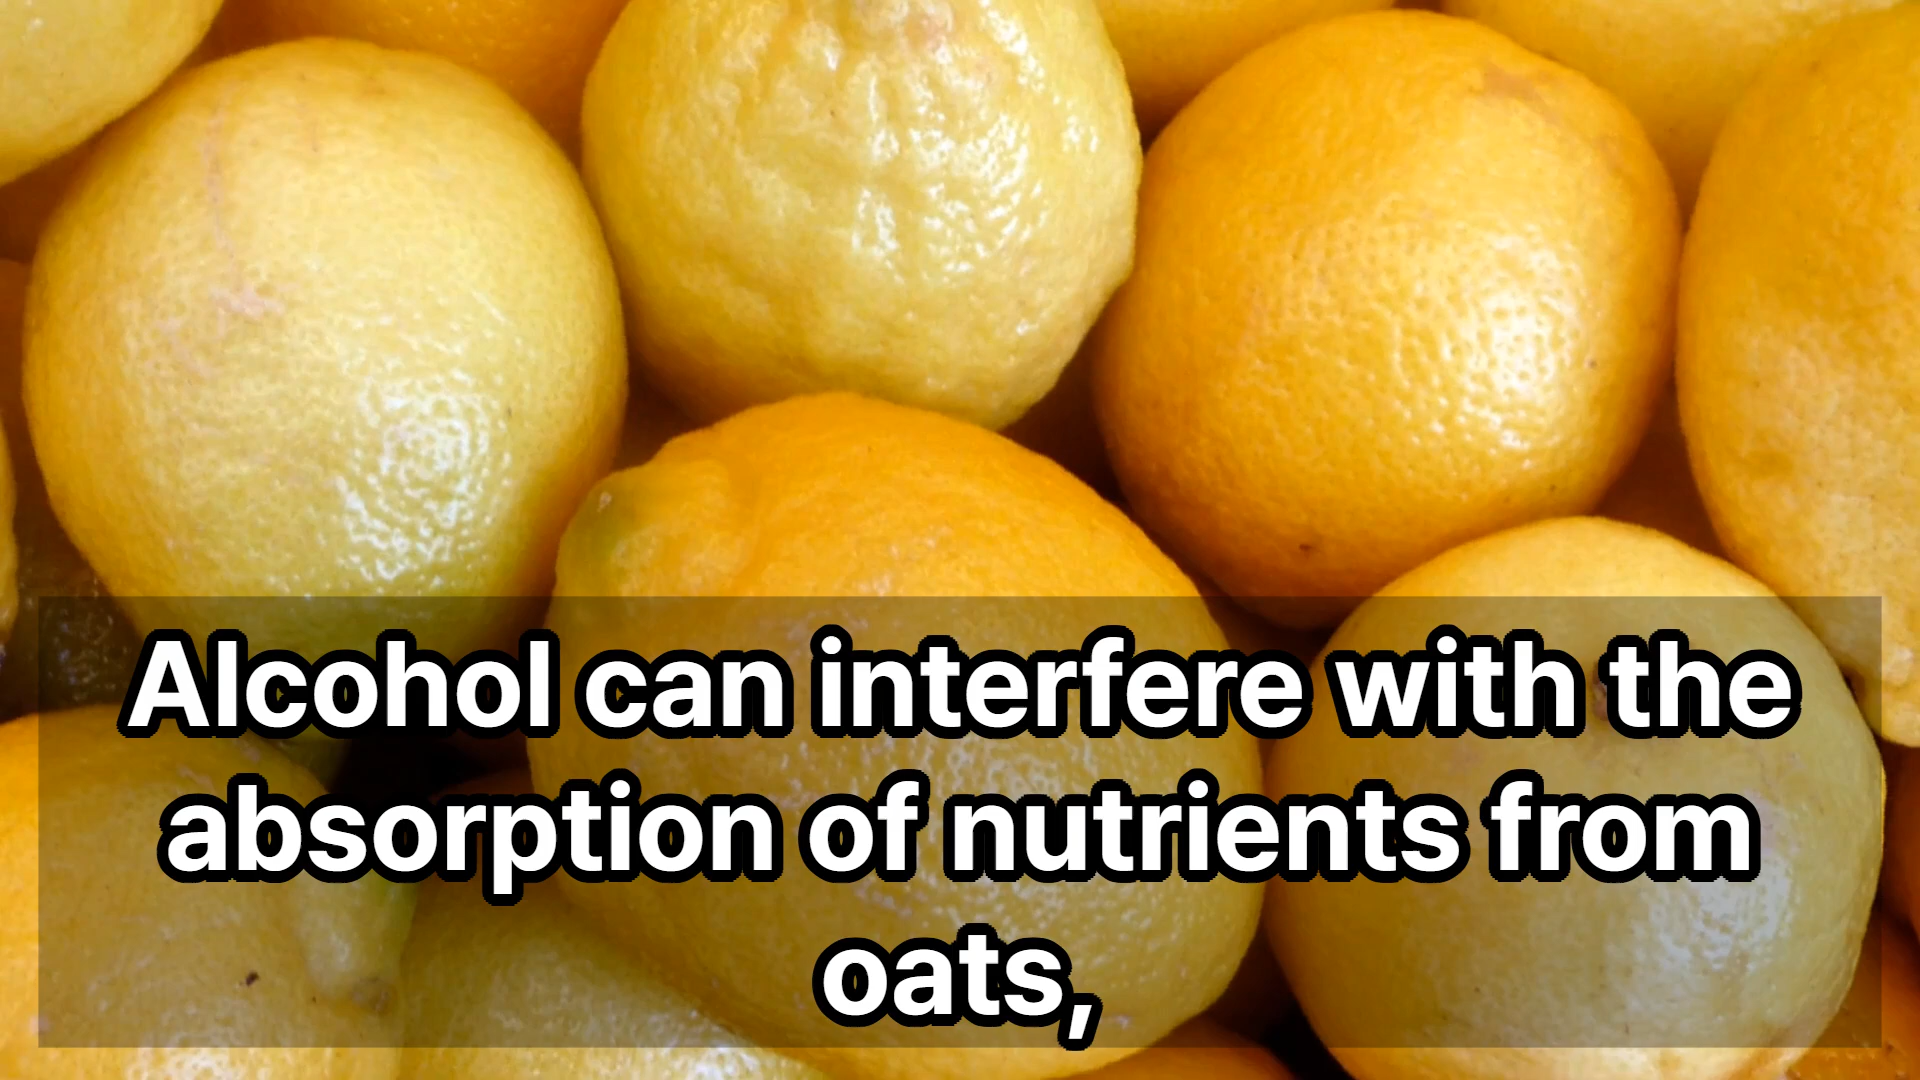 Alcohol can interfere with the
absorption of nutrients from
oats,